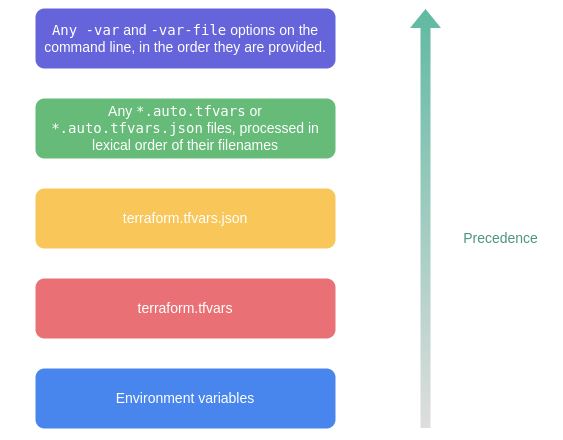 Any -var and -var-file options on the
command line, in the order they are provided.
Any *.auto.tfvars or
*.auto.tfvars.json files, processed in
lexical order of their filenames
terraform.tfvars.json
Precedence
terraform.tfvars
Environment variables